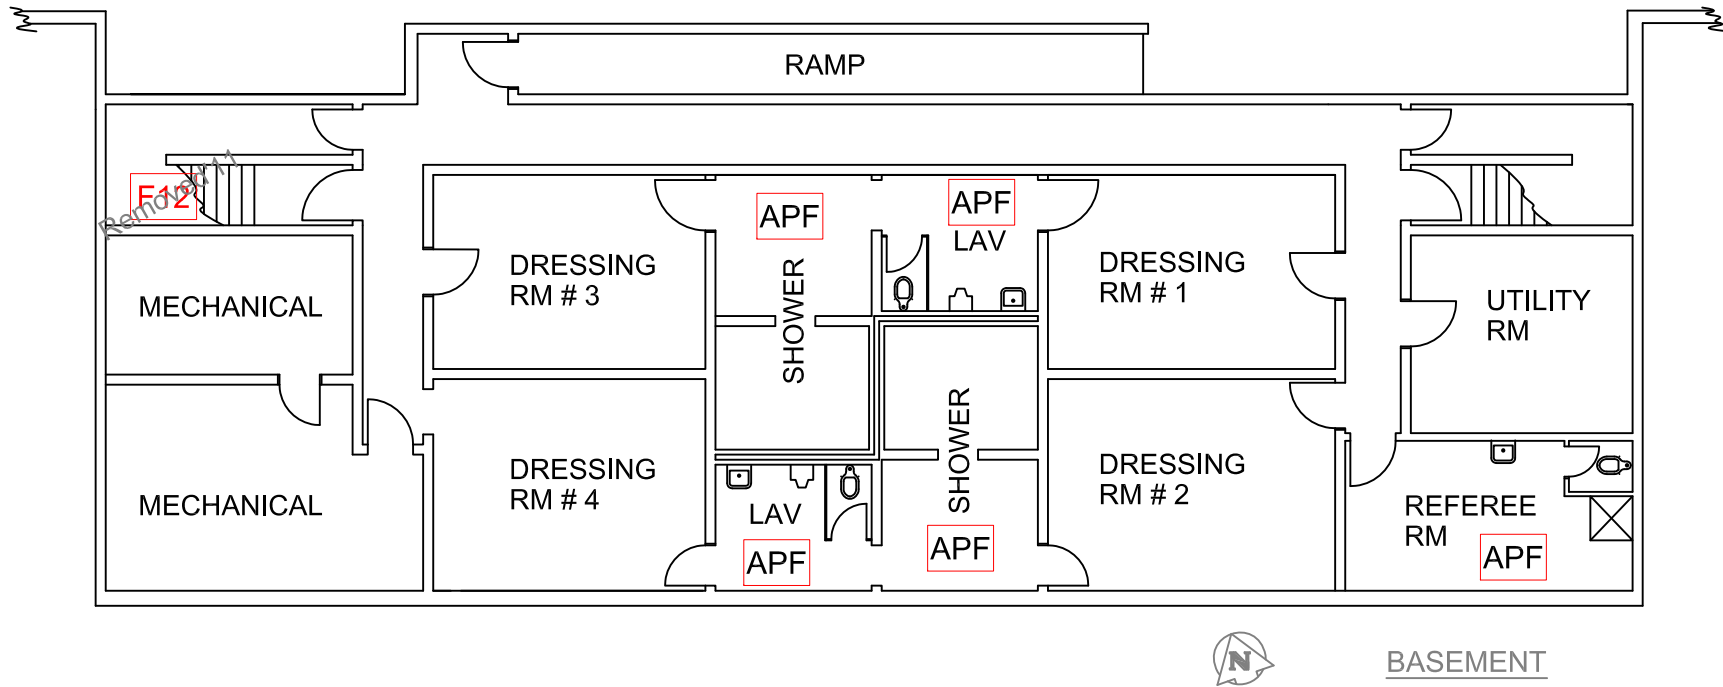 RAMP
F12
Removed 11
APF
APF
LAV
DRESSING
RM # 3
SHOWER
DRESSING
RM # 1
MECHANICAL
UTILITY
RM
SHOWER
DRESSING
RM # 4
DRESSING
RM # 2
MECHANICAL
LAV
REFEREE
RM
APF
APF
APF
N
BASEMENT